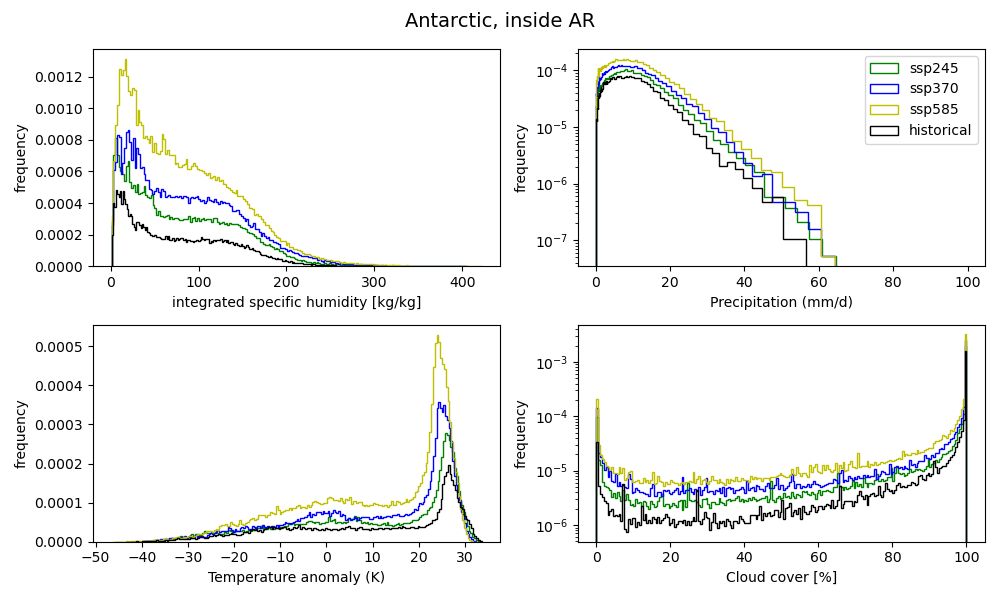 Antarctic, inside AR
frequency
0.0012
0.0010
0.0008
0.0006
0.0004
0.0002
0.0000
0 100 200 300 400
integrated specific humidity [kg/kg]
frequency
10⁻⁴
10⁻⁵
10⁻⁶
10⁻⁷
ssp245
ssp370
ssp585
historical
0 20 40 60 80 100
Precipitation (mm/d)
frequency
0.0005
0.0004
0.0003
0.0002
0.0001
0.0000
−50 −40 −30 −20 −10 0 10 20 30
Temperature anomaly (K)
frequency
10⁻³
10⁻⁴
10⁻⁵
10⁻⁶
0 20 40 60 80 100
Cloud cover [%]